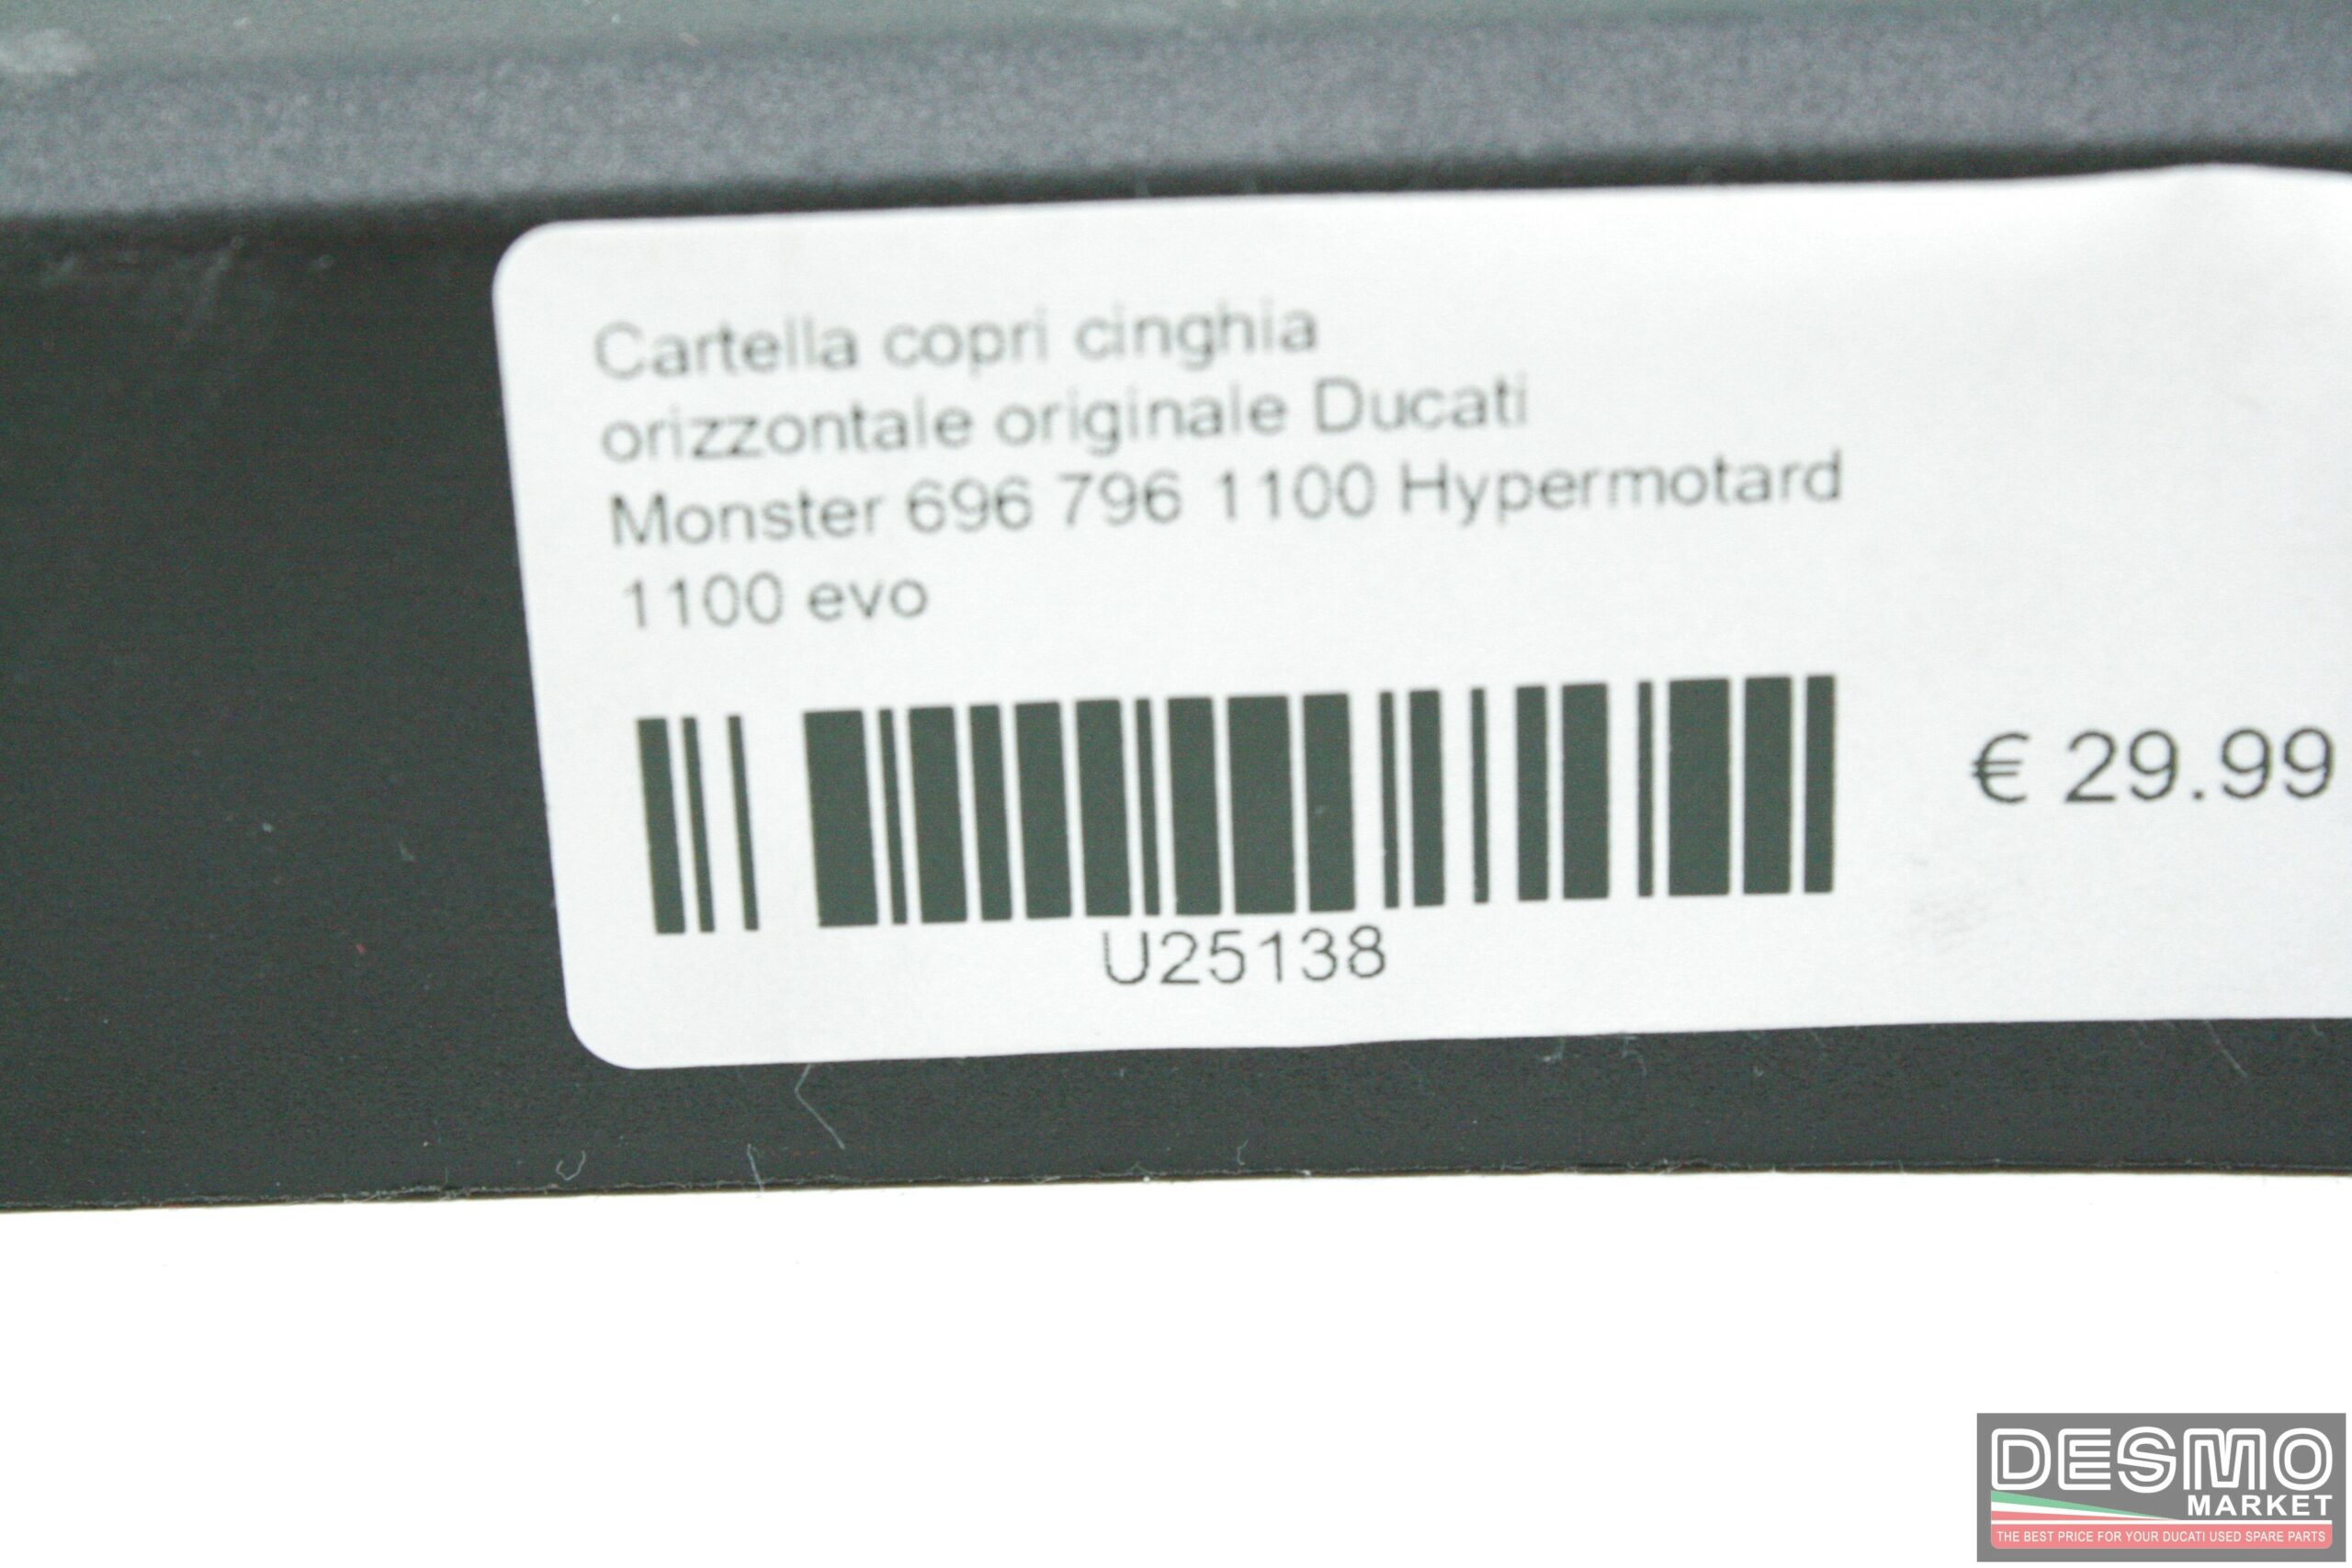 Cartella copri cinghia
orizzontale originale Ducati
Monster 696 796 1100 Hypermotard
1100 evo
U25138
€ 29.99
DESMO
MARKET
THE BEST PRICE FOR YOUR DUCATI USED SPARE PARTS